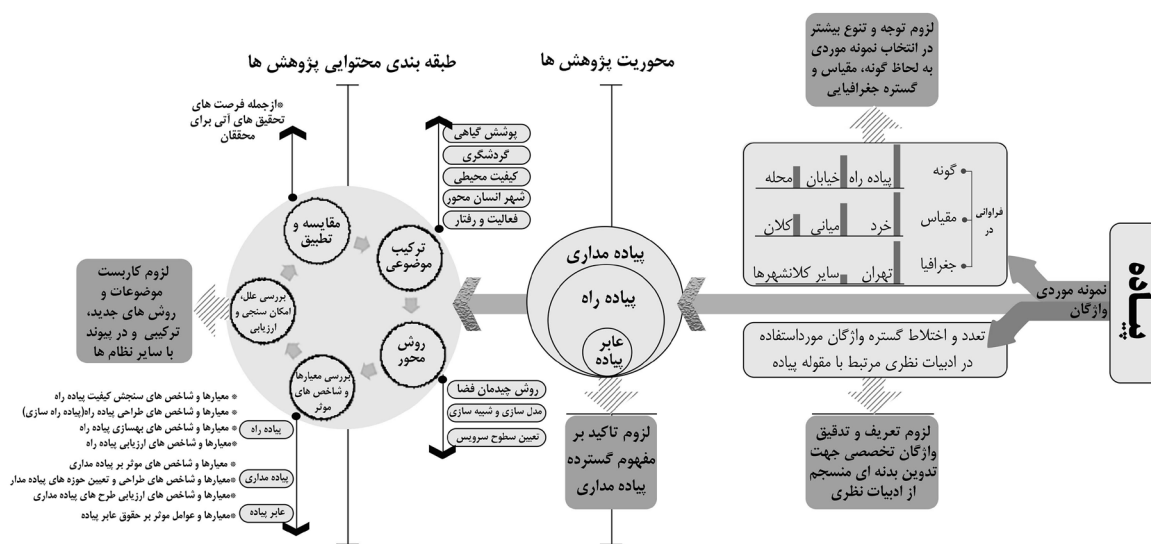 پیاده
نمونه موردی
واژگان
لزوم توجه و تنوع بیشتر
در انتخاب نمونه موردی
به لحاظ گونه، مقیاس و
گستره جغرافیایی
فراوانی
در
گونه
پیاده راه
خیابان
محله
مقیاس
خرد
میانی
کلان
جغرافیا
تهران
سایر کلانشهرها
تعدد و اختلاط گستره واژگان مورداستفاده
در ادبیات نظری مرتبط با مقوله پیاده
لزوم تعریف و تدقیق
واژگان تخصصی جهت
تدوین بدنه ای منسجم
از ادبیات نظری
محوریت پژوهش ها
پیاده مداری
پیاده راه
عابر
پیاده
لزوم تاکید بر
مفهوم گسترده
پیاده مداری
طبقه بندی محتوایی پژوهش ها
پوشش گیاهی
گردشگری
کیفیت محیطی
شهر انسان محور
فعالیت و رفتار
ترکیب
موضوعی
روش
محور
روش چیدمان فضا
مدل سازی و شبیه سازی
تعیین سطوح سرویس
بررسی معیارها
و شاخص های
موثر
بررسی علل،
امکان سنجی و
ارزیابی
مقایسه و
تطبیق
*ازجمله فرصت های
تحقیق های آتی برای
محققان
لزوم کاربست
موضوعات و
روش های جدید،
ترکیبی و در پیوند
با سایر نظام ها
پیاده راه
* معیارها و شاخص های سنجش کیفیت پیاده راه
* معیارها و شاخص های طراحی پیاده راه(پیاده راه سازی)
* معیارها و شاخص های بهسازی پیاده راه
*معیارها و شاخص های ارزیابی پیاده راه
پیاده مداری
* معیارها و شاخص های موثر بر پیاده مداری
*معیارها و شاخص های طراحی و تعیین حوزه های پیاده مدار
*معیارها و شاخص های ارزیابی طرح های پیاده مداری
عابر پیاده
*معیارها و عوامل موثر بر حقوق عابر پیاده